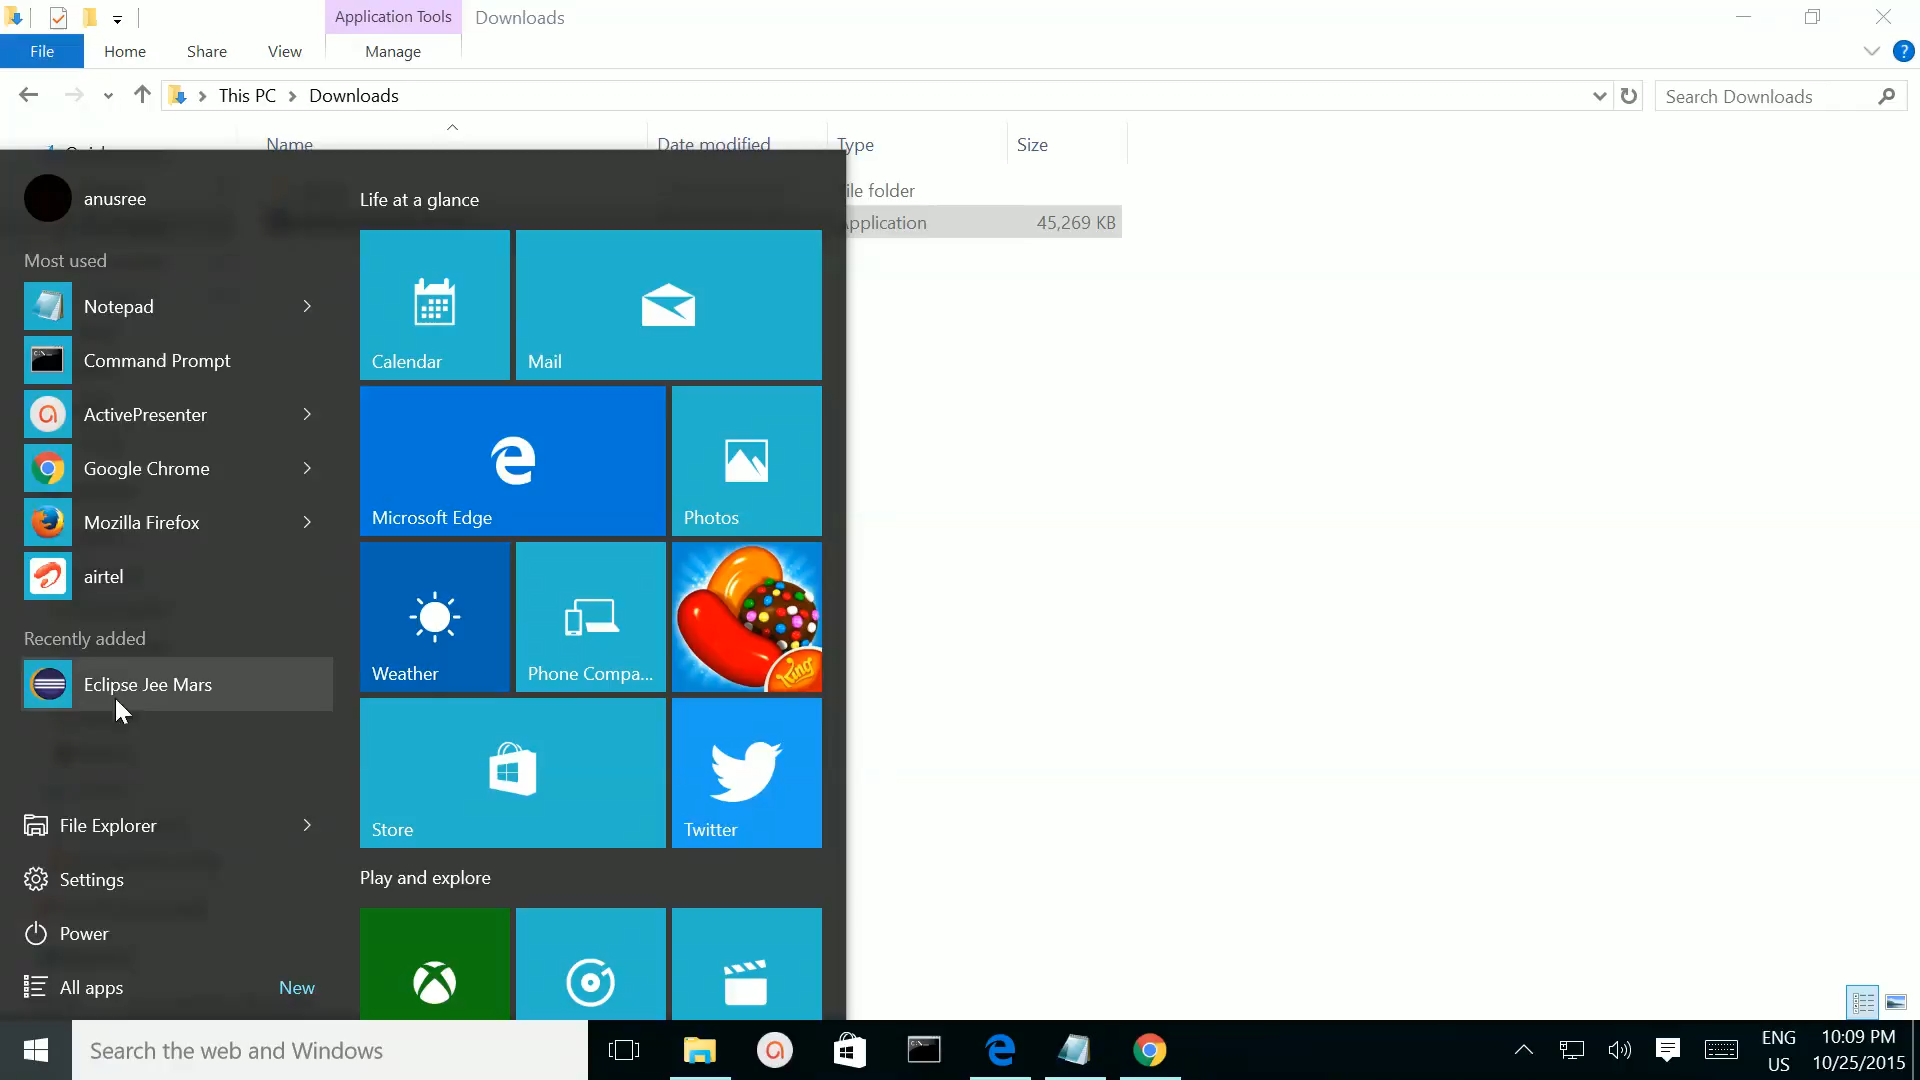 Application Tools
Downloads
File
Home
Share
View
Manage
?
This PC
Downloads
Search Downloads
Name
Date modified
Type
Size
ile folder
pplication
45,269 KB
anusree
Most used
Notepad
Command Prompt
ActivePresenter
Google Chrome
Mozilla Firefox
airtel
Recently added
Eclipse Jee Mars
File Explorer
Settings
Power
All apps
New
Life at a glance
Calendar
Mail
Microsoft Edge
Photos
Weather
Phone Compa...
King
Store
Twitter
Play and explore
Search the web and Windows
ENG
US
10:09 PM
10/25/2015